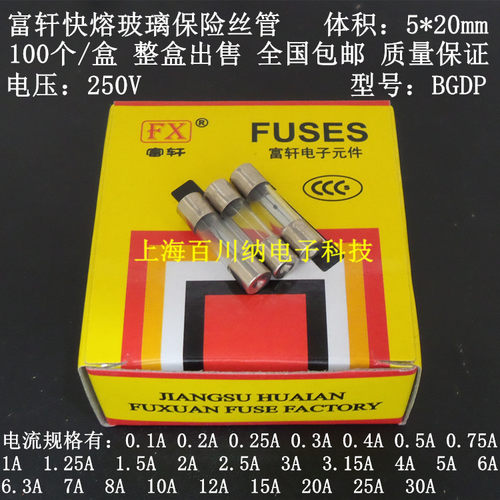 富轩快熔玻璃保险丝管 体积：5*20mm
100个/盒 整盒出售 全国包邮 质量保证
电压：250V 型号：BGDP
FX®
富轩
FUSES
富轩电子元件
CCC
上海百川纳电子科技
JIANGSU HUAIAN
FUXUAN FUSE FACTORY
电流规格有：0.1A 0.2A 0.25A 0.3A 0.4A 0.5A 0.75A
1A 1.25A 1.5A 2A 2.5A 3A 3.15A 4A 5A 6A
6.3A 7A 8A 10A 12A 15A 20A 25A 30A